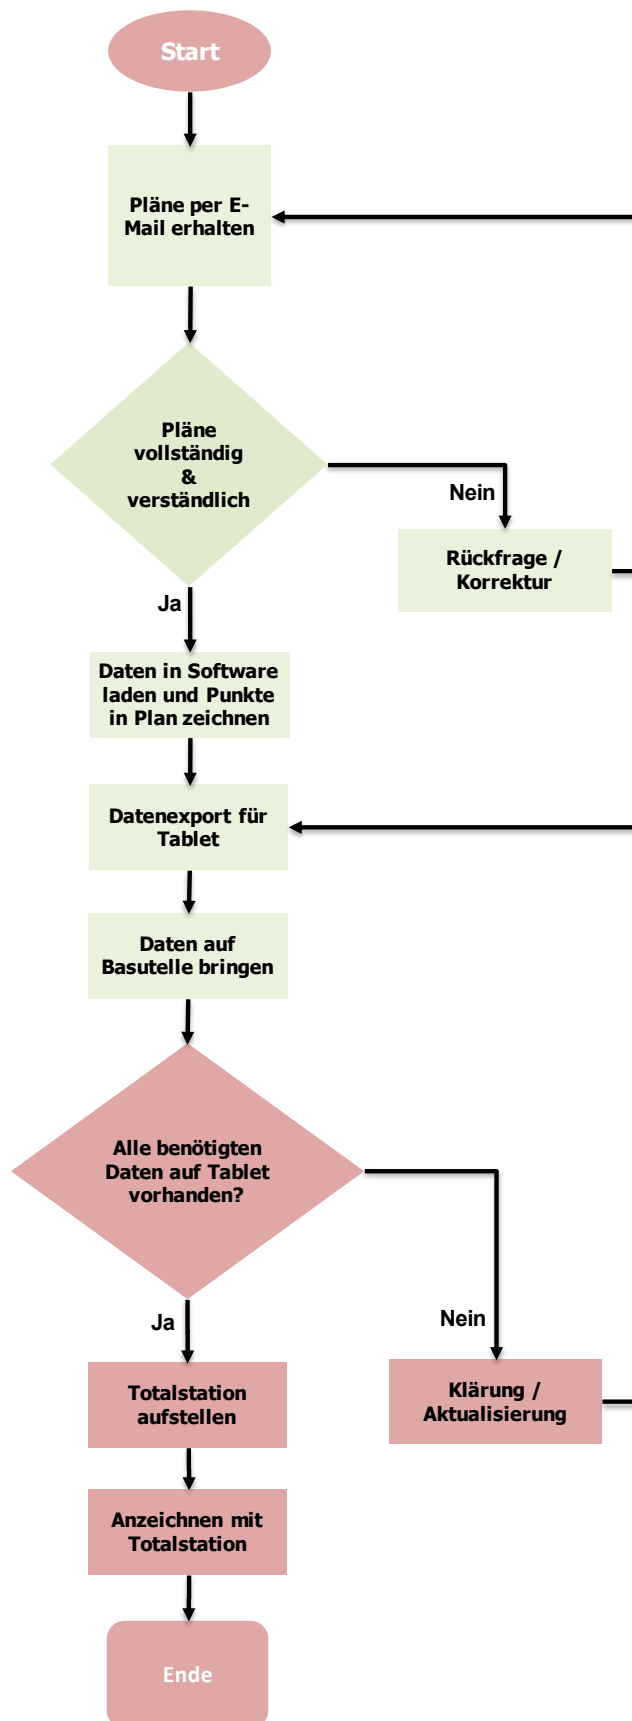 Start
Pläne per E-
Mail erhalten
Pläne
vollständig
&
verständlich
Nein
Rückfrage /
Korrektur
Ja
Daten in Software
laden und Punkte
in Plan zeichnen
Datenexport für
Tablet
Daten auf
Basutelle bringen
Alle benötigten
Daten auf Tablet
vorhanden?
Ja
Nein
Totalstation
aufstellen
Klärung /
Aktualisierung
Anzeichnen mit
Totalstation
Ende